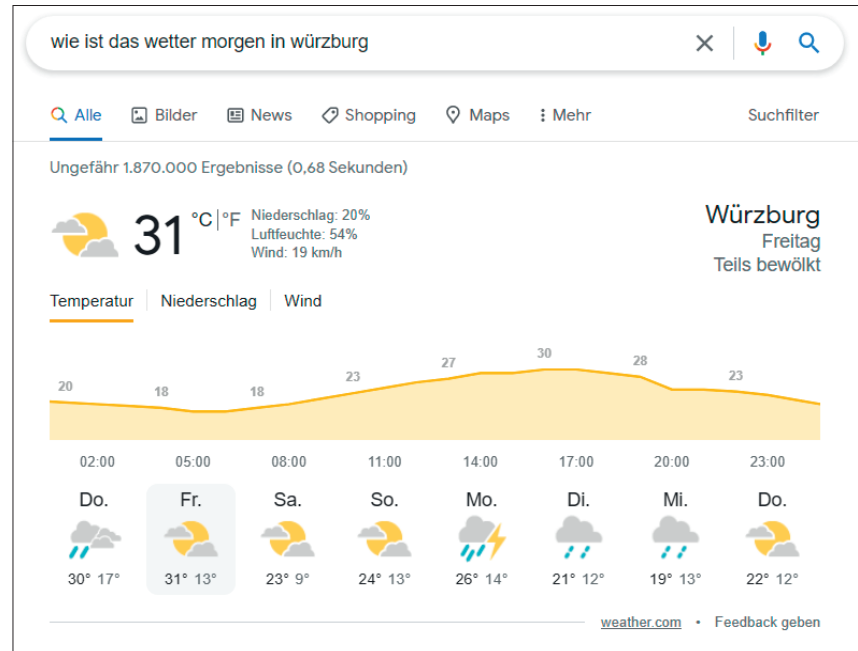 wie ist das wetter morgen in würzburg
Alle Bilder News Shopping Maps Mehr Suchfilter
Ungefähr 1.870.000 Ergebnisse (0,68 Sekunden)
31 °C | °F
Niederschlag: 20%
Luftfeuchte: 54%
Wind: 19 km/h
Würzburg
Freitag
Teils bewölkt
Temperatur Niederschlag Wind
20 18 18 23 27 30 28 23
02:00 05:00 08:00 11:00 14:00 17:00 20:00 23:00
Do. Fr. Sa. So. Mo. Di. Mi. Do.
30° 17° 31° 13° 23° 9° 24° 13° 26° 14° 21° 12° 19° 13° 22° 12°
weather.com • Feedback geben